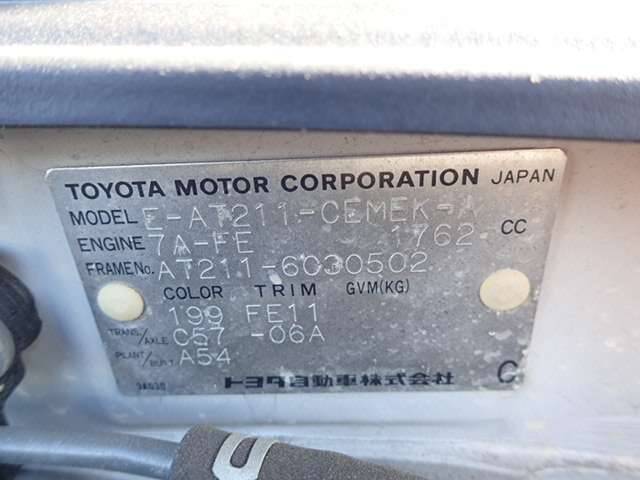 TOYOTA MOTOR CORPORATION JAPAN
MODEL E-AT211-CEMEK-A
ENGINE 7A-FE 1762 CC
FRAME No. AT211-6030502
COLOR TRIM GVM(KG)
199 FE11
TRANS/AXLE C57 -06A
PLANT/BUILT A54
トヨタ自動車株式会社 C